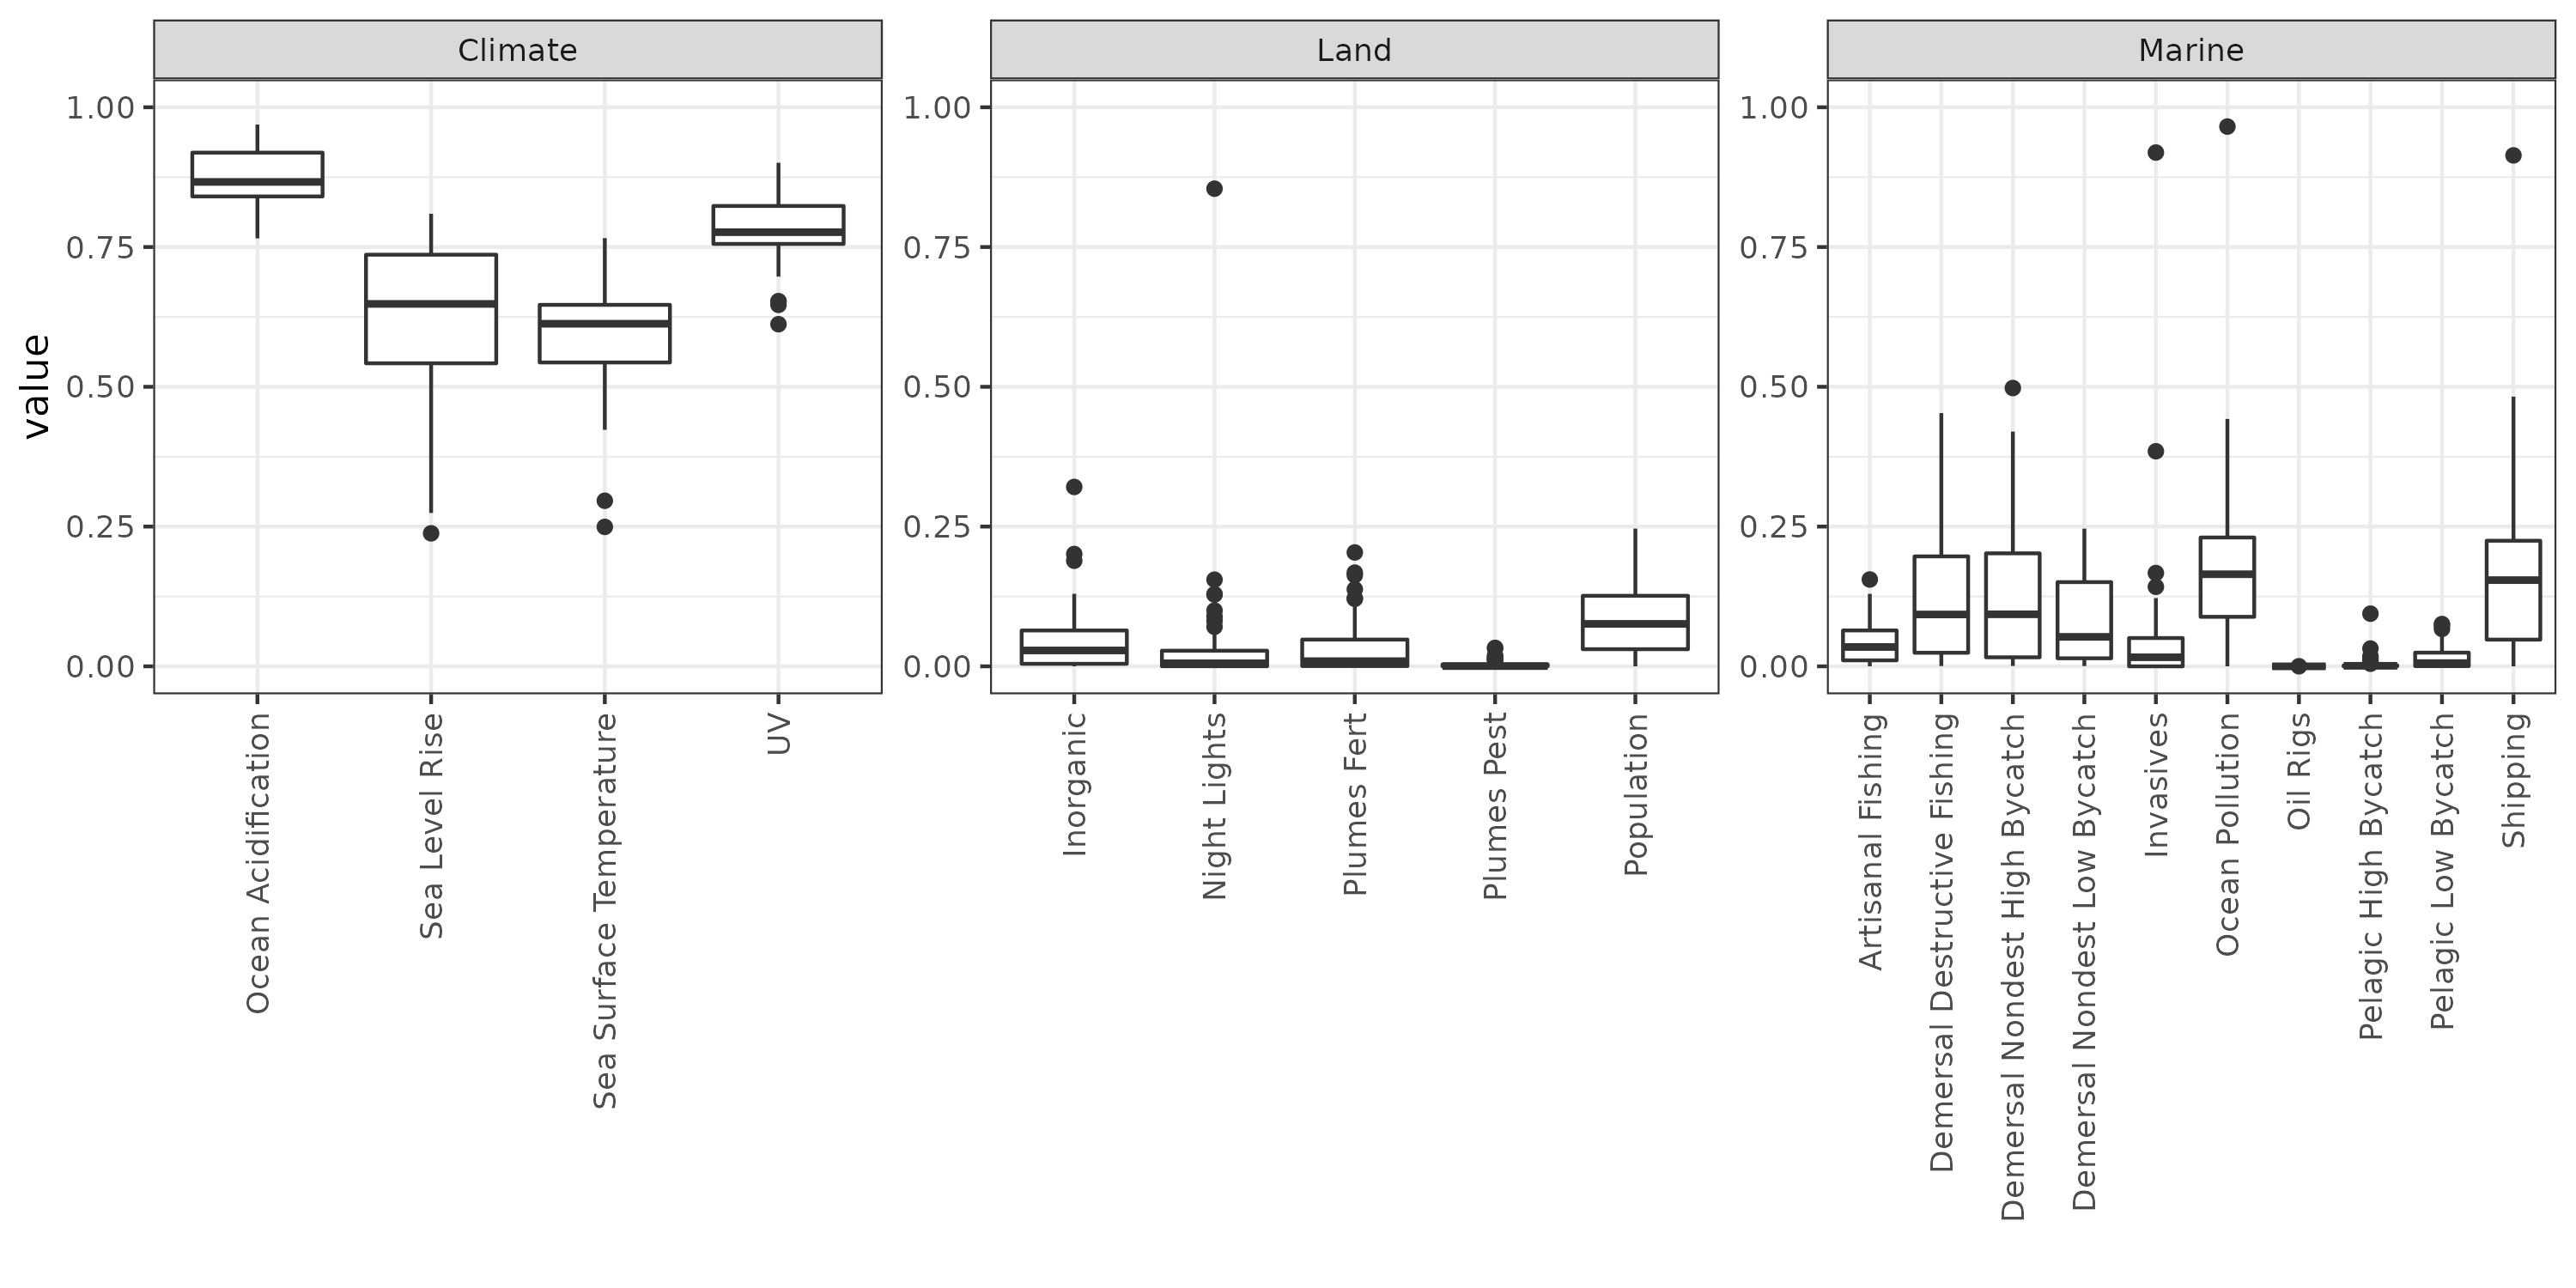 Climate
Land
Marine
value
1.00
0.75
0.50
0.25
0.00
1.00
0.75
0.50
0.25
0.00
1.00
0.75
0.50
0.25
0.00
Ocean Acidification
Sea Level Rise
Sea Surface Temperature
UV
Inorganic
Night Lights
Plumes Fert
Plumes Pest
Population
Artisanal Fishing
Demersal Destructive Fishing
Demersal Nondest High Bycatch
Demersal Nondest Low Bycatch
Invasives
Ocean Pollution
Oil Rigs
Pelagic High Bycatch
Pelagic Low Bycatch
Shipping